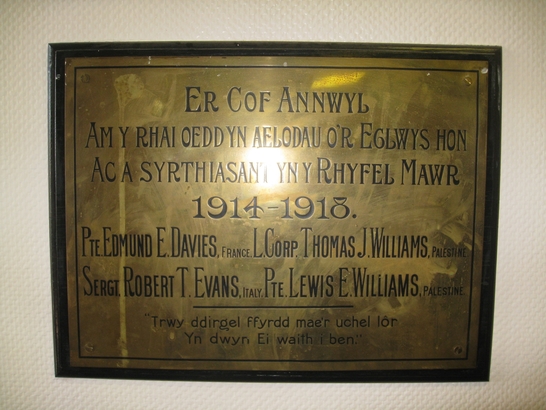 ER COF ANNWYL
AM Y RHAI OEDD YN AELODAU O'R EGLWYS HON
AC A SYRTHIASANT YN Y RHYFEL MAWR
1914-1918.
PTE EDMUND E. DAVIES, FRANCE. L. CORP. THOMAS J. WILLIAMS, PALESTINE
SERGT. ROBERT T. EVANS, ITALY. PTE. LEWIS E. WILLIAMS, PALESTINE.
"Trwy ddirgel ffyrdd mae'r uchel Iôr
Yn dwyn Ei waith i ben."